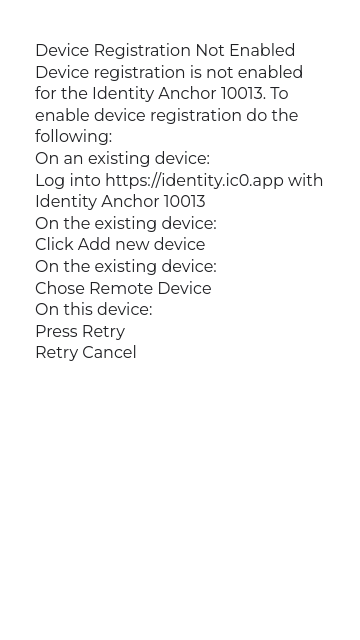 Device Registration Not Enabled
Device registration is not enabled
for the Identity Anchor 10013. To
enable device registration do the
following:
On an existing device:
Log into https://identity.ic0.app with
Identity Anchor 10013
On the existing device:
Click Add new device
On the existing device:
Chose Remote Device
On this device:
Press Retry
Retry Cancel